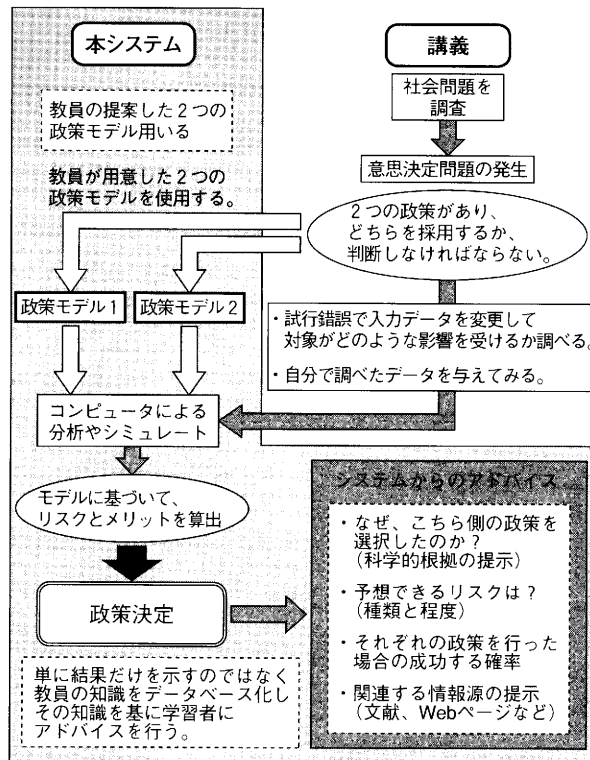 本システム
教員の提案した2つの
政策モデル用いる
教員が用意した2つの
政策モデルを使用する。
政策モデル1
政策モデル2
コンピュータによる
分析やシミュレート
モデルに基づいて、
リスクとメリットを算出
政策決定
単に結果だけを示すのではなく
教員の知識をデータベース化し
その知識を基に学習者に
アドバイスを行う。
講義
社会問題を
調査
意思決定問題の発生
2つの政策があり、
どちらを採用するか、
判断しなければならない。
・試行錯誤で入力データを変更して
対象がどのような影響を受けるか調べる。
・自分で調べたデータを与えてみる。
システムからのアドバイス
・なぜ、こちら側の政策を
選択したのか？
（科学的根拠の提示）
・予想できるリスクは？
（種類と程度）
・それぞれの政策を行った
場合の成功する確率
・関連する情報源の提示
（文献、Webページなど）